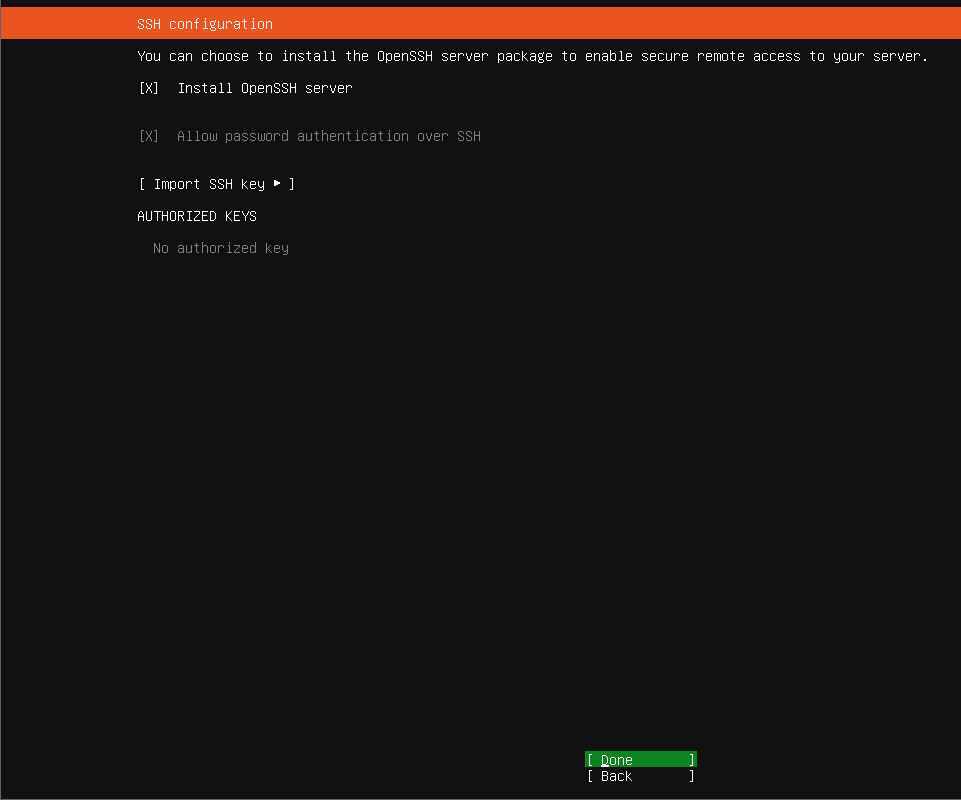 SSH configuration
You can choose to install the OpenSSH server package to enable secure remote access to your server.
[X] Install OpenSSH server
[X] Allow password authentication over SSH
[ Import SSH key ▸ ]
AUTHORIZED KEYS
No authorized key
[ Done ]
[ Back ]